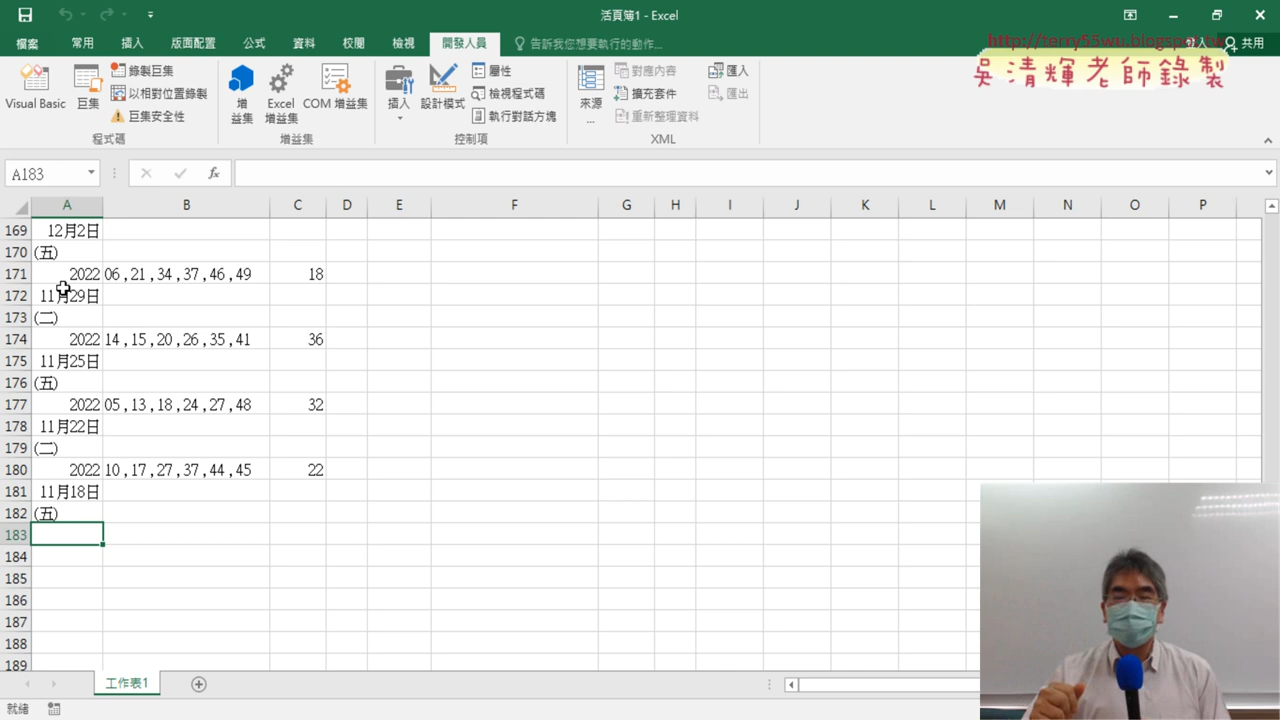 活頁簿1 - Excel
http://terry55wu.blogspot.tw
吳清輝老師錄製
檔案 常用 插入 版面配置 公式 資料 校閱 檢視 開發人員 告訴我您想要執行的動作... 共用
Visual Basic 巨集 錄製巨集 以相對位置錄製 巨集安全性
增益集 Excel 增益集 COM 增益集
插入 設計模式 屬性 檢視程式碼 執行對話方塊
來源... 對應內容 擴充套件 重新整理資料 匯入 匯出
程式碼 增益集 控制項 XML
A183 fx
A B C D E F G H I J K L M N O P
169 12月2日
170 (五)
171 2022 06,21,34,37,46,49 18
172 11月29日
173 (二)
174 2022 14,15,20,26,35,41 36
175 11月25日
176 (五)
177 2022 05,13,18,24,27,48 32
178 11月22日
179 (二)
180 2022 10,17,27,37,44,45 22
181 11月18日
182 (五)
183
184
185
186
187
188
189
工作表1
就緒